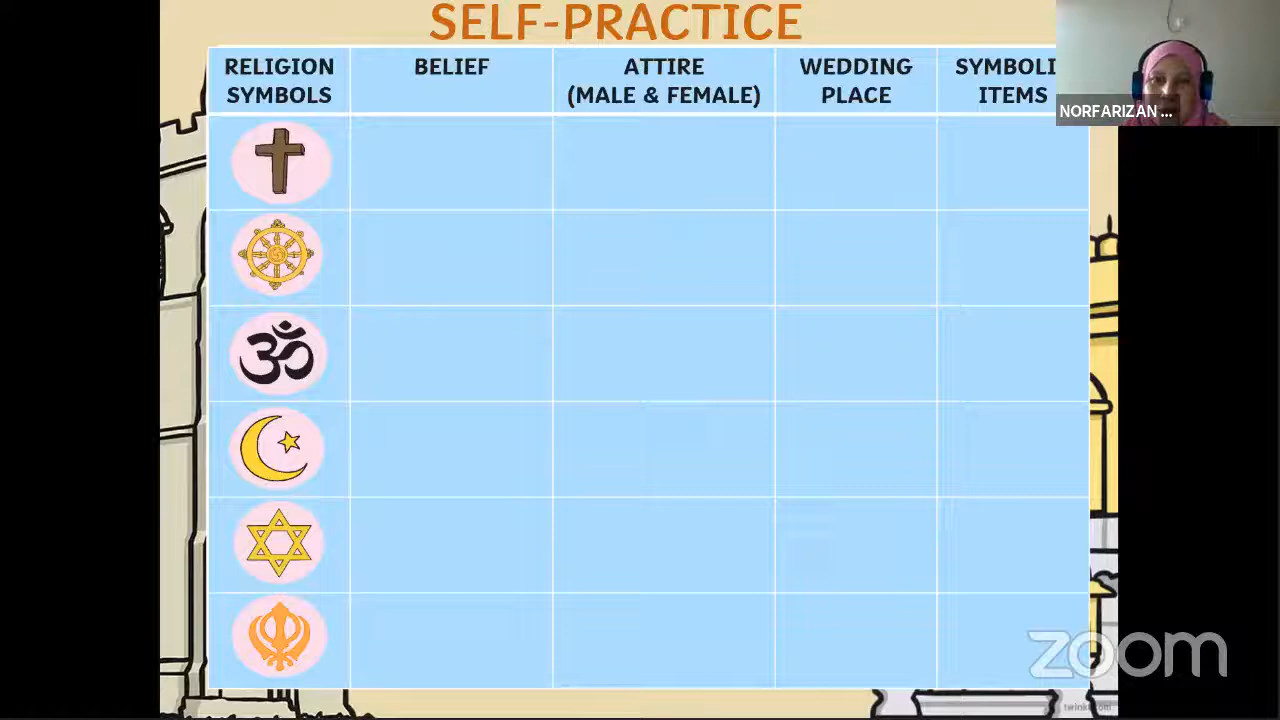 SELF-PRACTICE
RELIGION
SYMBOLS
BELIEF
ATTIRE
(MALE & FEMALE)
WEDDING
PLACE
SYMBOLI
ITEMS
NORFARIZAN ...
zoom